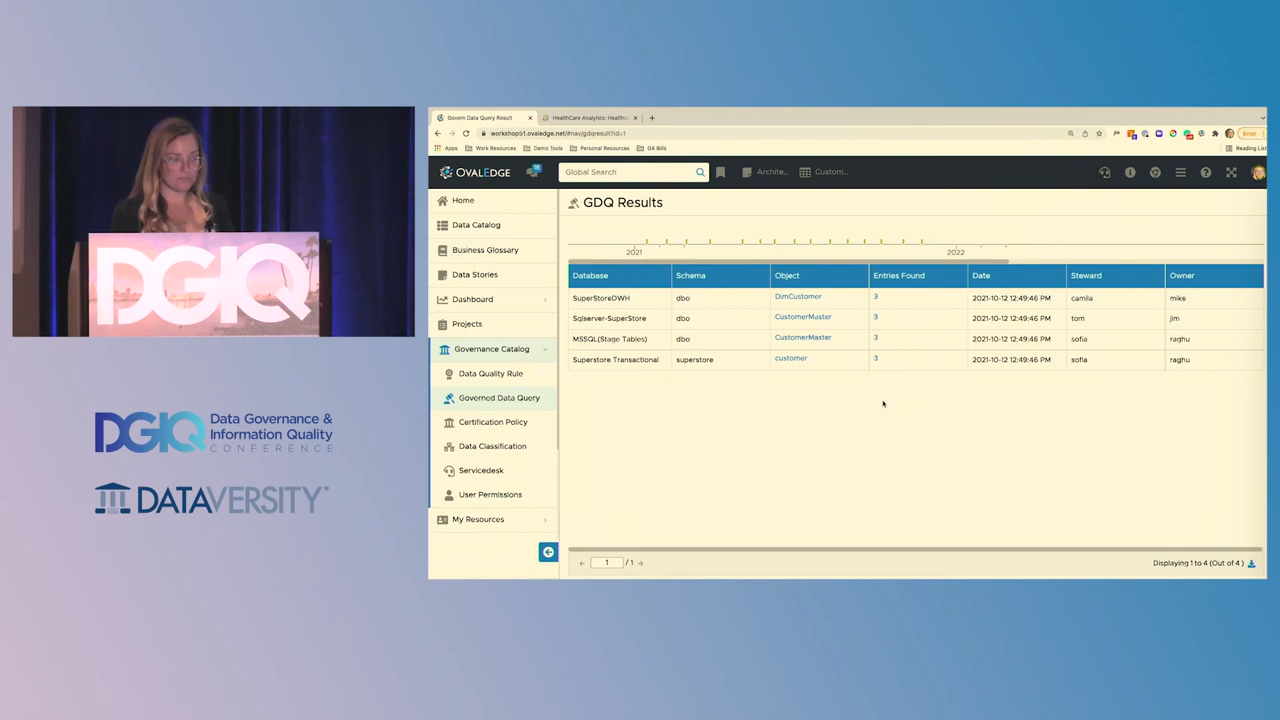 DGIQ
DGIQ Data Governance &
Information Quality
CONFERENCE
DATAVERSITY®
Govern Data Query Result
HealthCare Analytics: Healthc
workshopb1.ovaledge.net/#nav/gdqresult?id=1
Error
Apps
Work Resources
Demo Tools
Personal Resources
GA Bills
Reading List
OVALEDGE
18
Global Search
Archite...
Custom...
Home
Data Catalog
Business Glossary
Data Stories
Dashboard
Projects
Governance Catalog
Data Quality Rule
Governed Data Query
Certification Policy
Data Classification
Servicedesk
User Permissions
My Resources
GDQ Results
2021 2022
Database Schema Object Entries Found Date Steward Owner
SuperStoreDWH dbo DimCustomer 3 2021-10-12 12:49:46 PM camila mike
Sqlserver-SuperStore dbo CustomerMaster 3 2021-10-12 12:49:46 PM tom jim
MSSQL(Stage Tables) dbo CustomerMaster 3 2021-10-12 12:49:46 PM sofia raghu
Superstore Transactional superstore customer 3 2021-10-12 12:49:46 PM sofia raghu
1 / 1
Displaying 1 to 4 (Out of 4 )